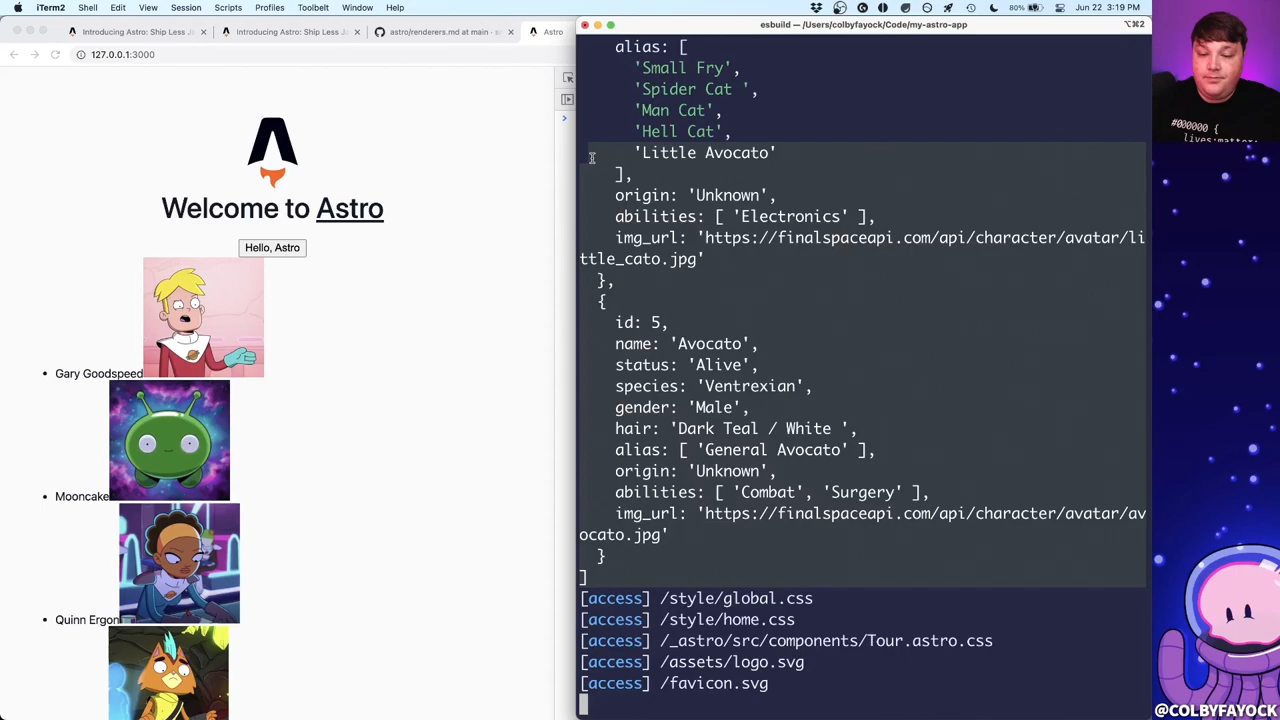 iTerm2 Shell Edit View Session Scripts Profiles Toolbelt Window Help
80%
Jun 22 3:19 PM
Introducing Astro: Ship Less J
Introducing Astro: Ship Less J
astro/renderers.md at main
Astro
127.0.0.1:3000
Welcome to Astro
Hello, Astro
Gary Goodspeed
Mooncake
Quinn Ergon
esbuild — /Users/colbyfayock/Code/my-astro-app
⌥⌘2
alias: [
'Small Fry',
'Spider Cat ',
'Man Cat',
'Hell Cat',
'Little Avocato'
],
origin: 'Unknown',
abilities: [ 'Electronics' ],
img_url: 'https://finalspaceapi.com/api/character/avatar/li
ttle_cato.jpg'
},
{
id: 5,
name: 'Avocato',
status: 'Alive',
species: 'Ventrexian',
gender: 'Male',
hair: 'Dark Teal / White ',
alias: [ 'General Avocato' ],
origin: 'Unknown',
abilities: [ 'Combat', 'Surgery' ],
img_url: 'https://finalspaceapi.com/api/character/avatar/av
ocato.jpg'
}
]
[access] /style/global.css
[access] /style/home.css
[access] /_astro/src/components/Tour.astro.css
[access] /assets/logo.svg
[access] /favicon.svg
#000000 {
lives:matter
@COLBYFAYOCK